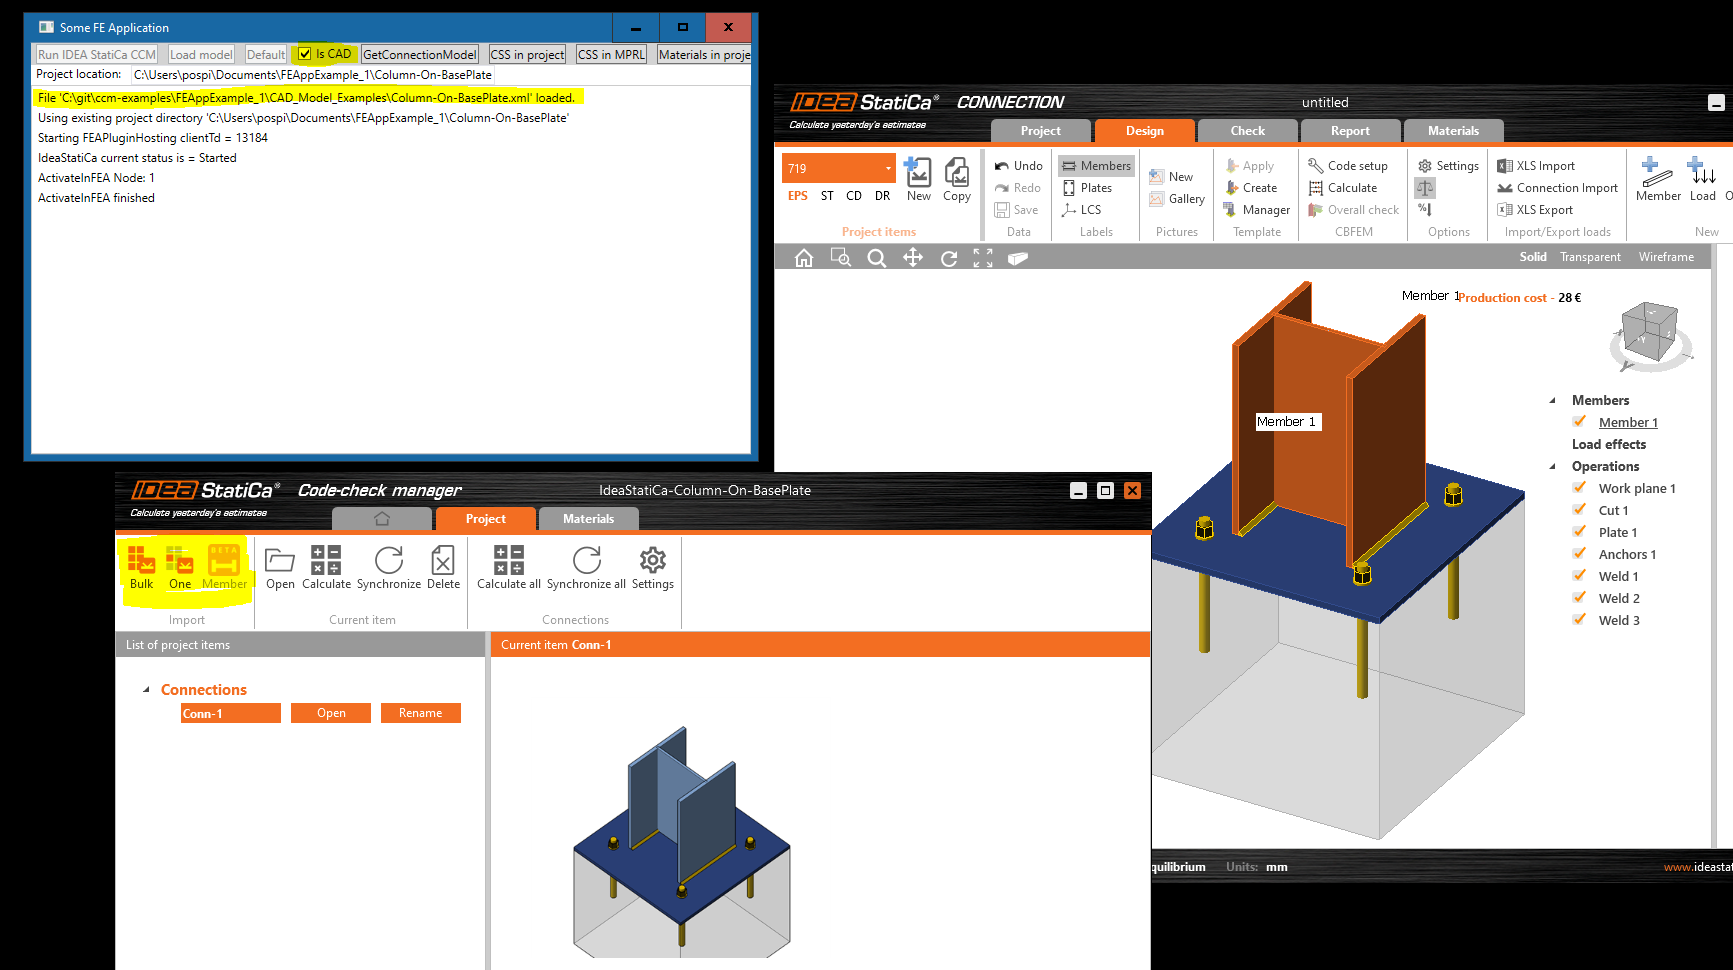 Some FE Application
Run IDEA StatiCa CCM Load model Default Is CAD GetConnectionModel CSS in project CSS in MPRL Materials in proje
Project location: C:\Users\pospi\Documents\FEAppExample_1\Column-On-BasePlate
File 'C:\git\ccm-examples\FEAppExample_1\CAD_Model_Examples\Column-On-BasePlate.xml' loaded.
Using existing project directory 'C:\Users\pospi\Documents\FEAppExample_1\Column-On-BasePlate'
Starting FEAPluginHosting clientTd = 13184
IdeaStatiCa current status is = Started
ActivateInFEA Node: 1
ActivateInFEA finished
IDEA StatiCa® CONNECTION
untitled
Calculate yesterday's estimates
Project Design Check Report Materials
719
EPS ST CD DR
New
Copy
Project items
Undo
Redo
Save
Data
Members
Plates
LCS
Labels
New
Gallery
Pictures
Apply
Create
Manager
Template
Code setup
Calculate
Overall check
CBFEM
Settings
Options
XLS Import
Connection Import
XLS Export
Import/Export loads
Member
Load
New
Solid Transparent Wireframe
Member 1
Production cost - 28 €
Member 1
Members
Member 1
Load effects
Operations
Work plane 1
Cut 1
Plate 1
Anchors 1
Weld 1
Weld 2
Weld 3
quilibrium Units: mm
www.ideastat
IDEA StatiCa® Code-check manager
IdeaStatiCa-Column-On-BasePlate
Calculate yesterday's estimates
Project Materials
BETA
Bulk One Member
Import
Open Calculate Synchronize Delete
Current item
Calculate all Synchronize all Settings
Connections
List of project items
Current item Conn-1
Connections
Conn-1 Open Rename